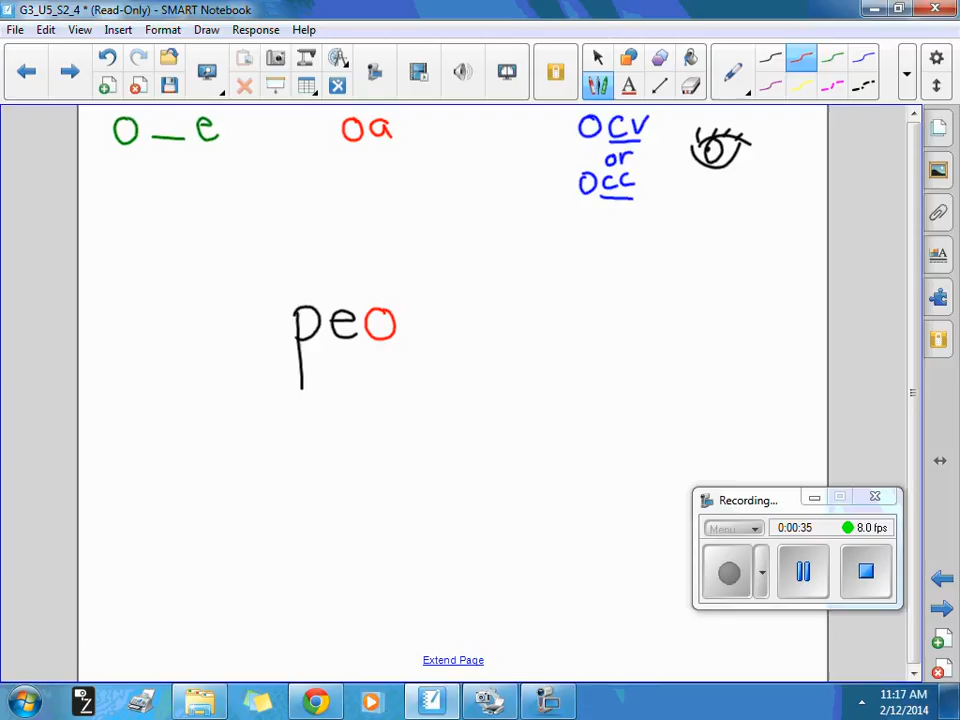 G3_U5_S2_4 * (Read-Only) - SMART Notebook
File Edit View Insert Format Draw Response Help
o _ e oa ocv
or
occ
peo
Recording...
Menu 0:00:35 8.0 fps
Extend Page
11:17 AM
2/12/2014